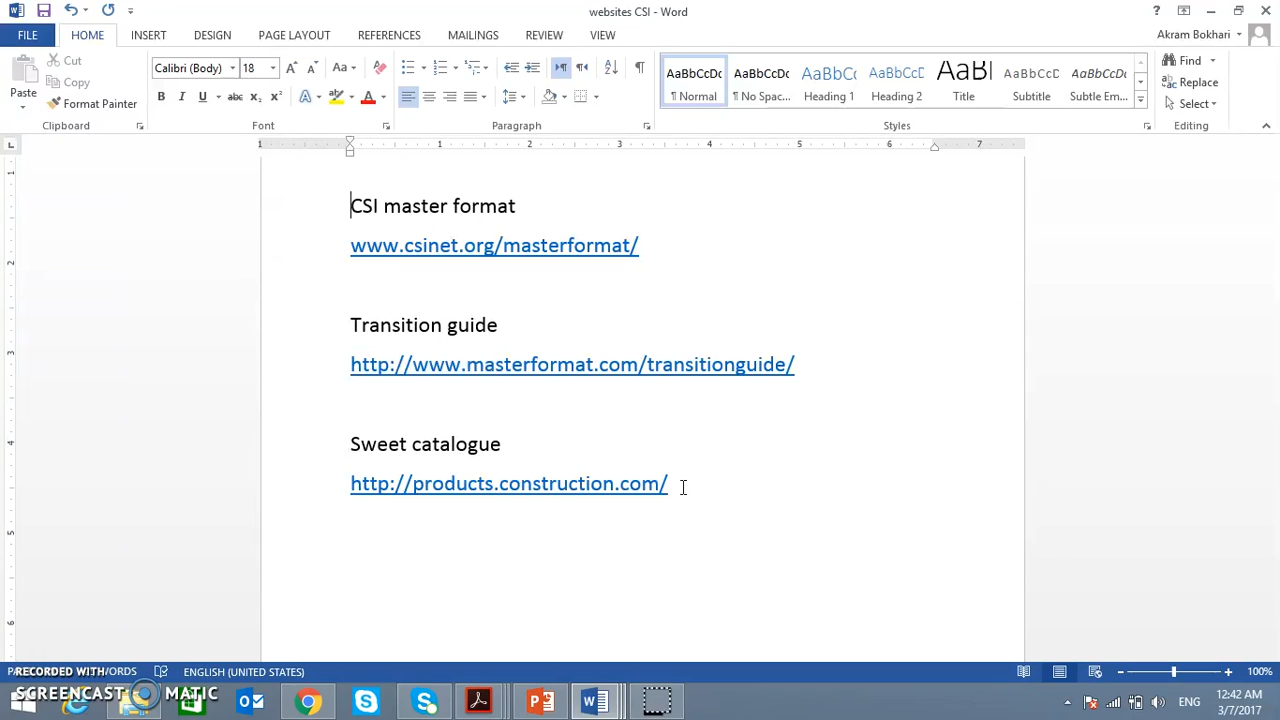 websites CSI - Word
FILE HOME INSERT DESIGN PAGE LAYOUT REFERENCES MAILINGS REVIEW VIEW Akram Bokhari
Cut
Copy
Paste
Format Painter
Calibri (Body) 18
AaBbCcDc AaBbCcDc AaBbCc AaBbCcD AaBl AaBbCcD AaBbCcDc
¶ Normal ¶ No Spac... Heading 1 Heading 2 Title Subtitle Subtle Em...
Find
Replace
Select
Clipboard Font Paragraph Styles Editing
CSI master format
www.csinet.org/masterformat/
Transition guide
http://www.masterformat.com/transitionguide/
Sweet catalogue
http://products.construction.com/
RECORDED WITH
SCREENCAST MATIC
WORDS ENGLISH (UNITED STATES) 100%
ENG 12:42 AM
3/7/2017